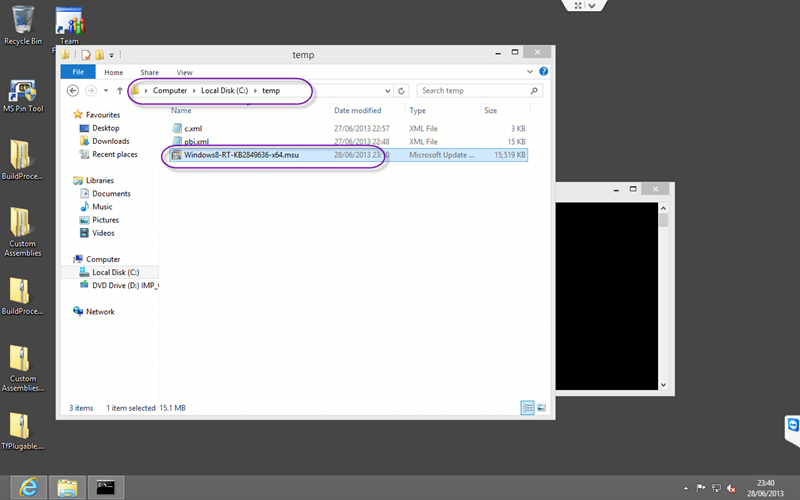 Recycle Bin
Team
MS Pin Tool
BuildProce...
Custom
Assemblies
BuildProce...
Custom
Assemblies...
TfPlugable....
temp
File Home Share View
Computer Local Disk (C:) temp
Search temp
Name Date modified Type Size
c.xml 27/06/2013 22:57 XML File 3 KB
pbi.xml 27/06/2013 22:48 XML File 15 KB
Windows8-RT-KB2849636-x64.msu 28/06/2013 Microsoft Update ... 15,519 KB
Favourites
Desktop
Downloads
Recent places
Libraries
Documents
Music
Pictures
Videos
Computer
Local Disk (C:)
DVD Drive (D:)
Network
3 items 1 item selected 15.1 MB
23:40
28/06/2013